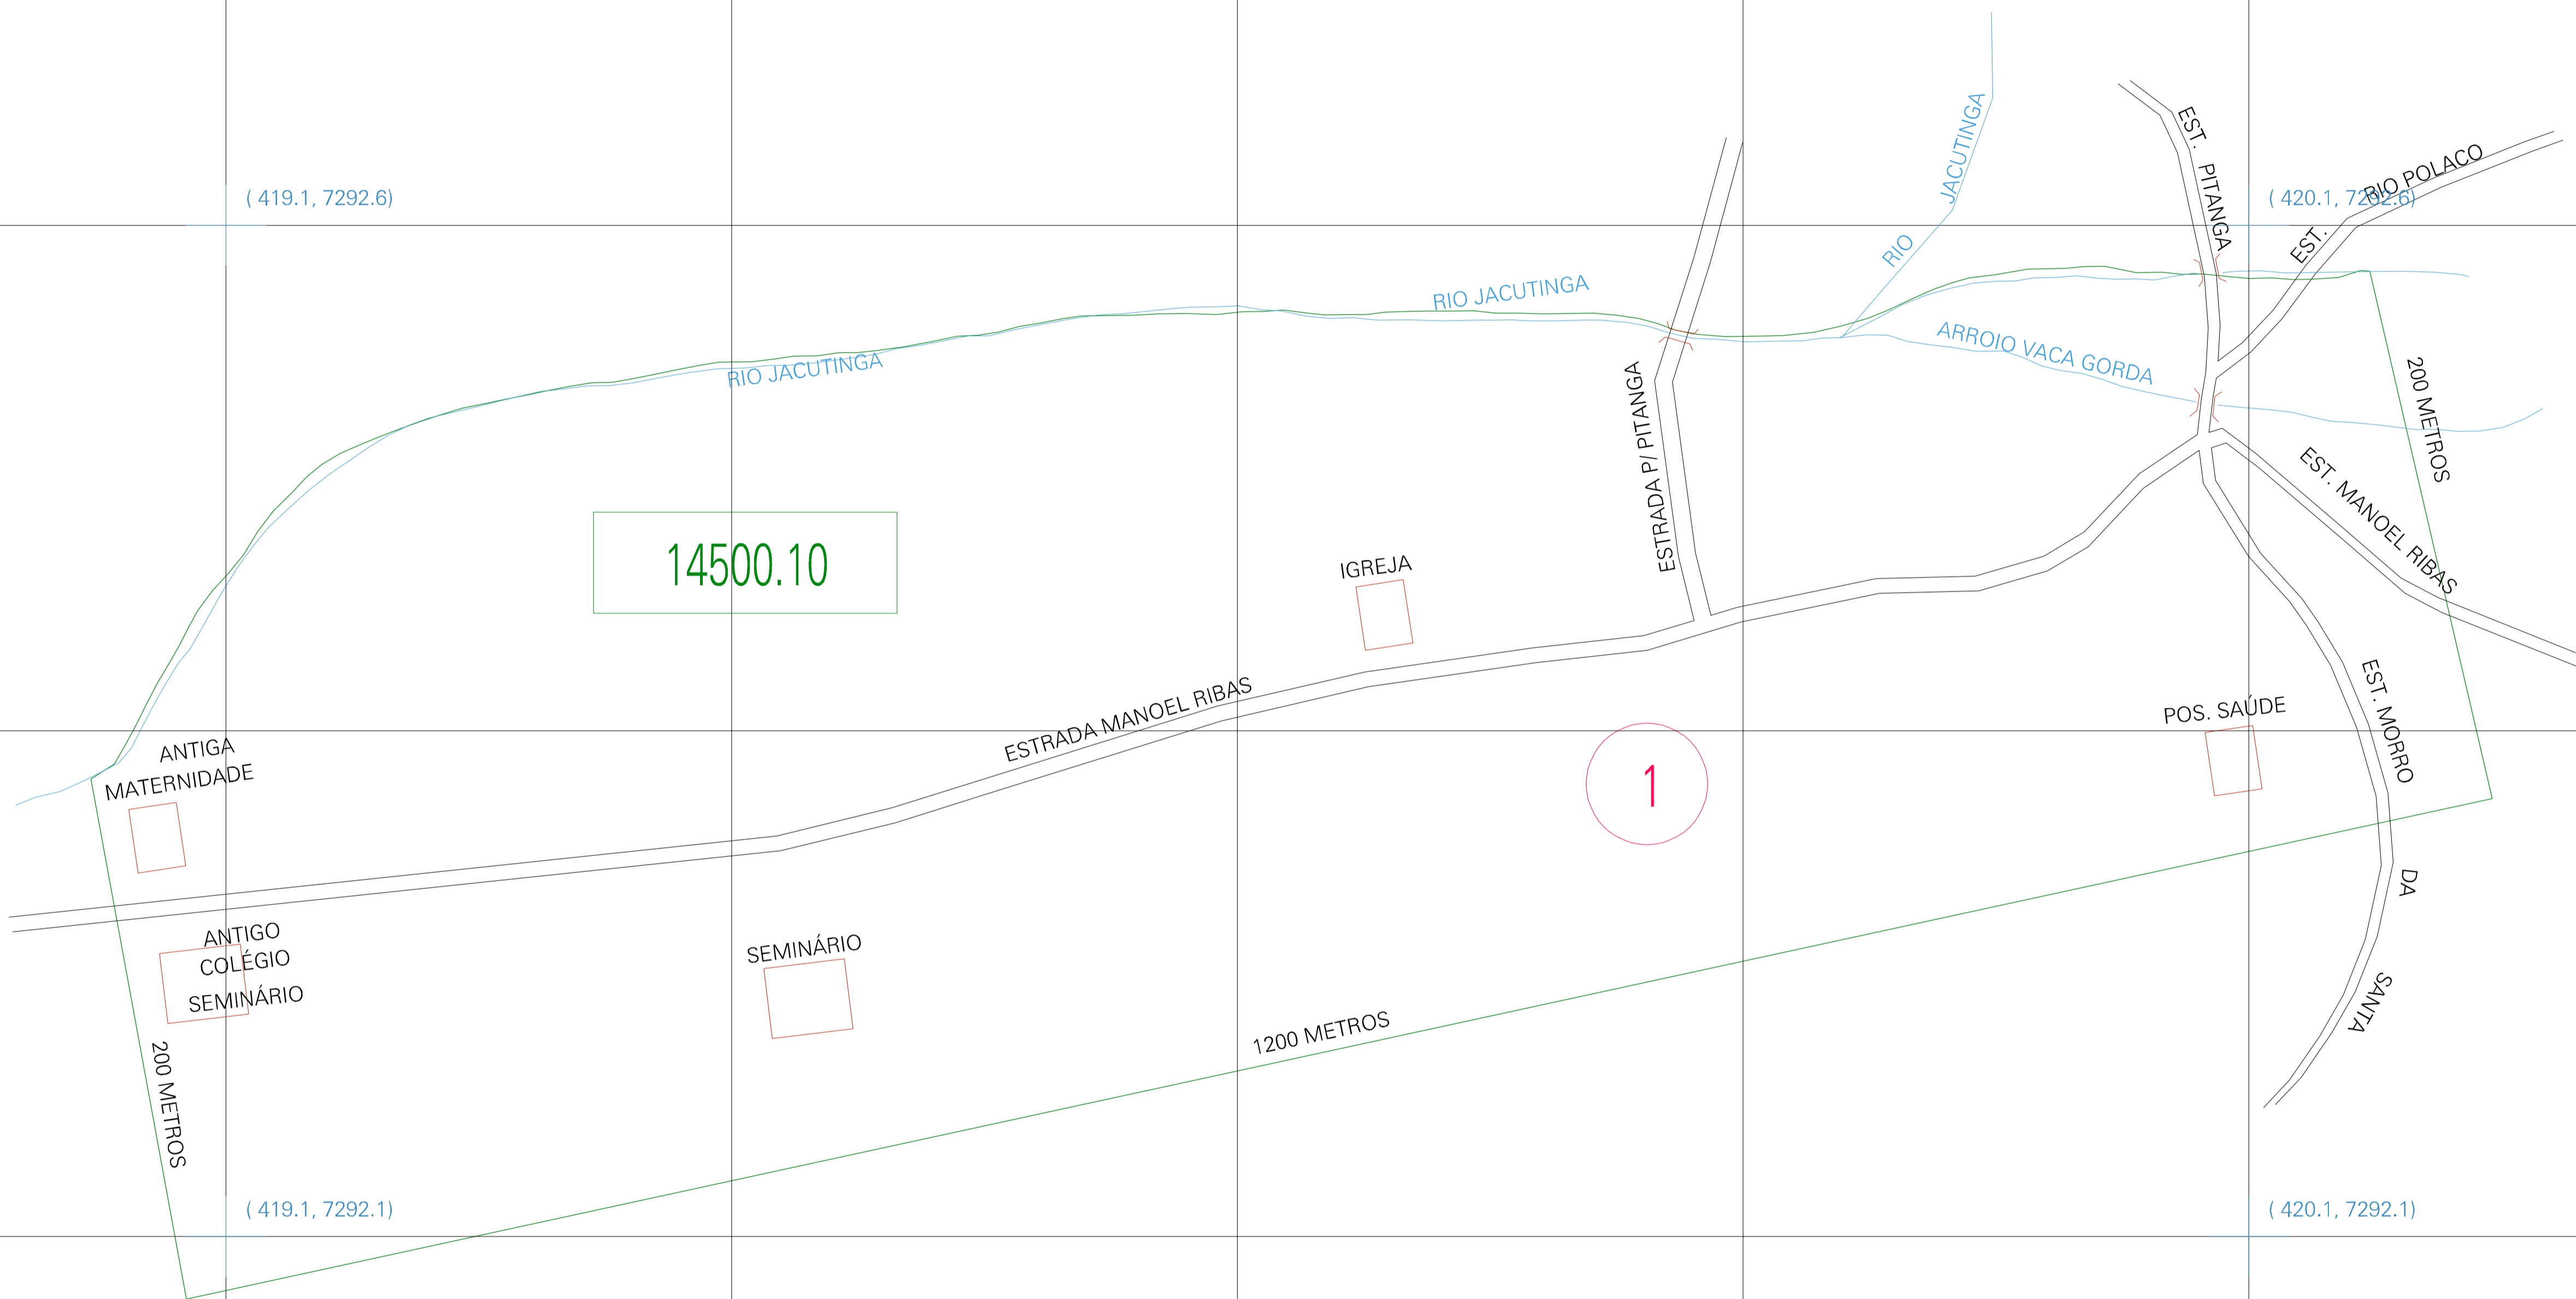 EST. PITANGA
JACUTINGA
RIO
EST. RIO POLACO
( 419.1, 7292.6)
( 420.1, 7292.6)
RIO JACUTINGA
RIO JACUTINGA
ARROIO VACA GORDA
200 METROS
ESTRADA P/ PITANGA
EST. MANOEL RIBAS
14500.10
IGREJA
ESTRADA MANOEL RIBAS
EST. MORRO
DA
SANTA
POS. SAÚDE
ANTIGA
MATERNIDADE
1
ANTIGO
COLÉGIO
SEMINÁRIO
SEMINÁRIO
1200 METROS
200 METROS
( 419.1, 7292.1)
( 420.1, 7292.1)